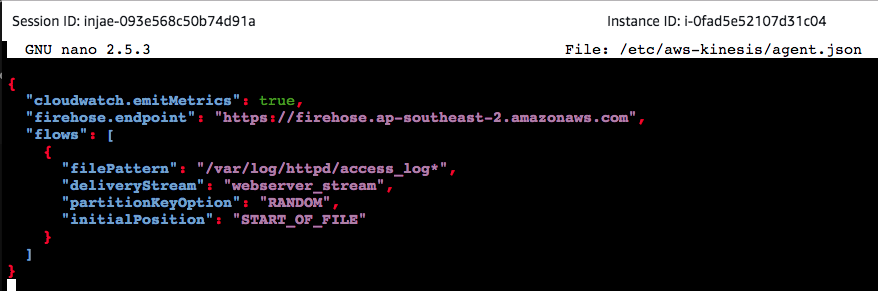 Session ID: injae-093e568c50b74d91a Instance ID: i-0fad5e52107d31c04
GNU nano 2.5.3 File: /etc/aws-kinesis/agent.json
{
"cloudwatch.emitMetrics": true,
"firehose.endpoint": "https://firehose.ap-southeast-2.amazonaws.com",
"flows": [
{
"filePattern": "/var/log/httpd/access_log*",
"deliveryStream": "webserver_stream",
"partitionKeyOption": "RANDOM",
"initialPosition": "START_OF_FILE"
}
]
}